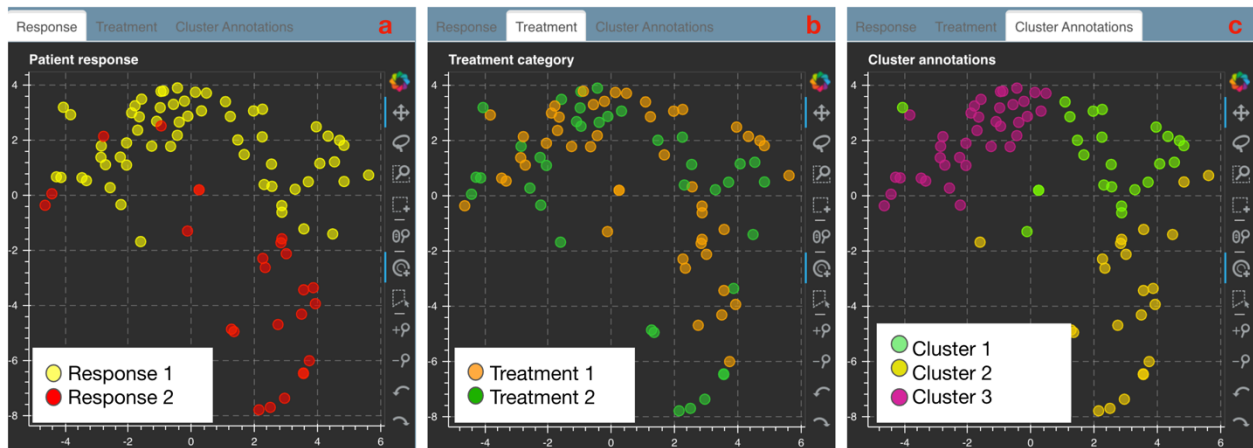 Response Treatment Cluster Annotations a
Patient response
4
2
0
-2
-4
-6
-8
-4 -2 0 2 4 6
Response 1
Response 2
Response Treatment Cluster Annotations b
Treatment category
4
2
0
-2
-4
-6
-8
-4 -2 0 2 4 6
Treatment 1
Treatment 2
Response Treatment Cluster Annotations c
Cluster annotations
4
2
0
-2
-4
-6
-8
-4 -2 0 2 4 6
Cluster 1
Cluster 2
Cluster 3